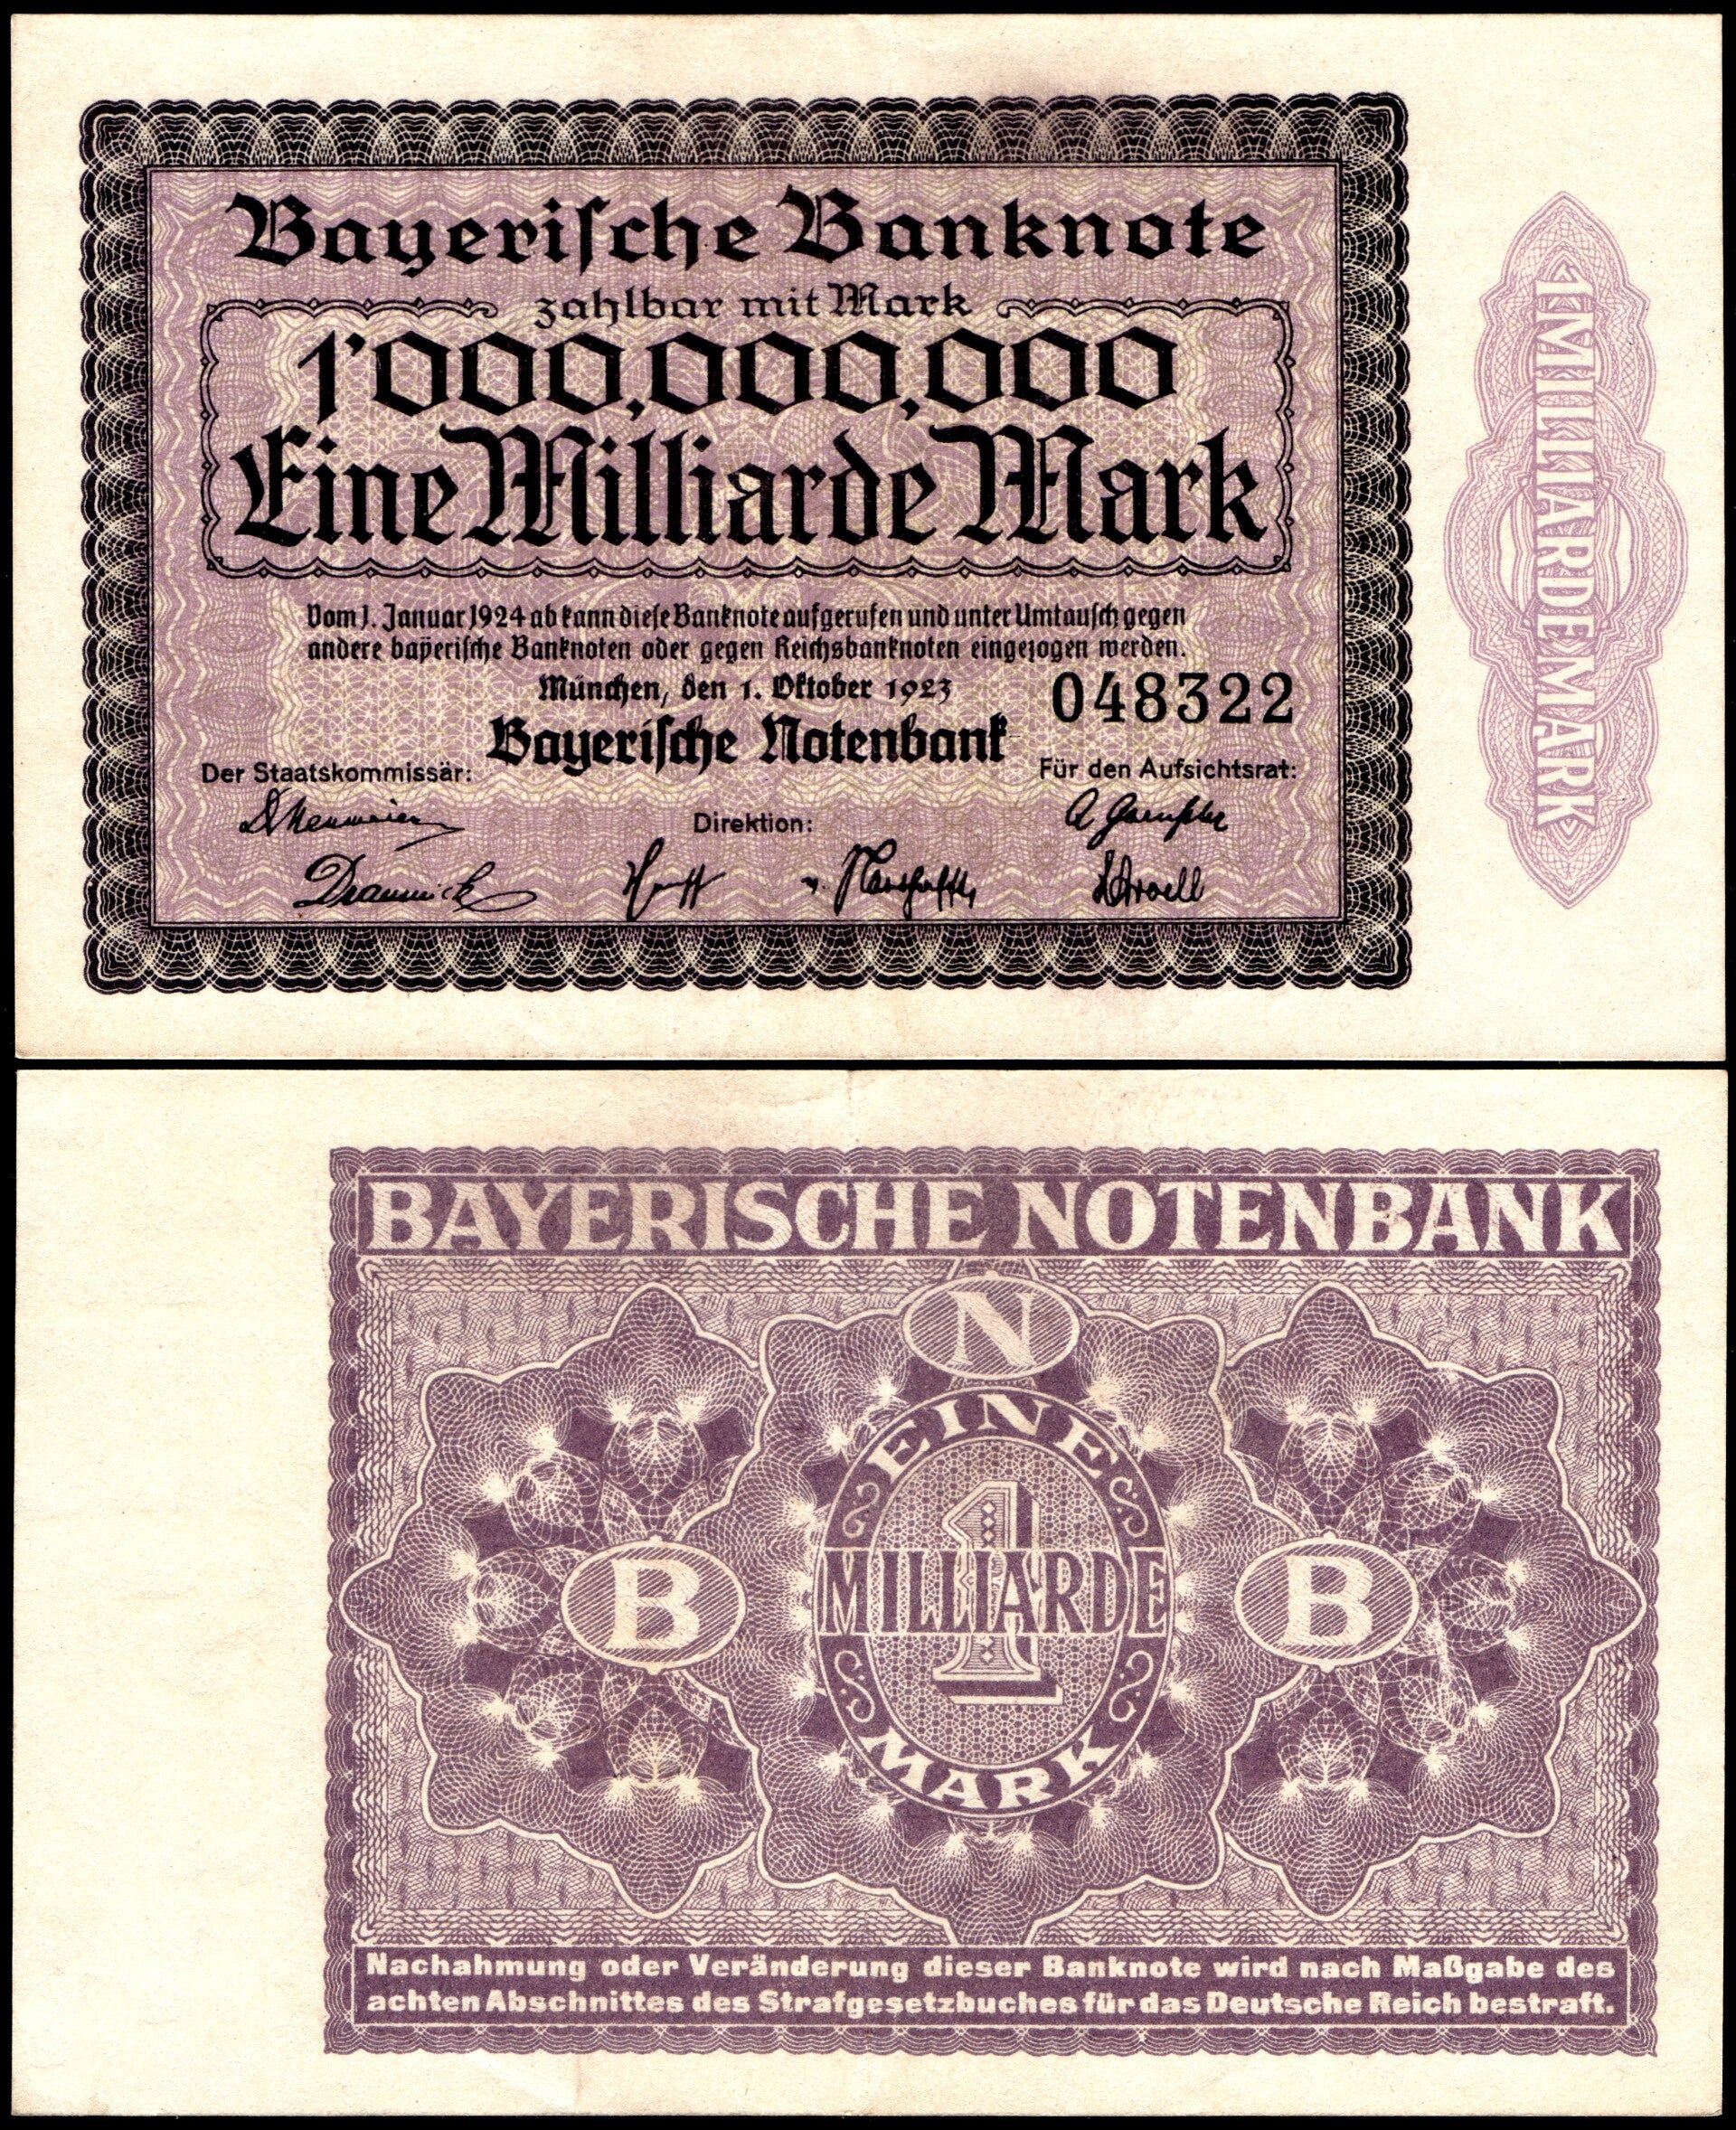 Bayerische Banknote
zahlbar mit Mark
1'000,000,000
Eine Milliarde Mark
Vom 1. Januar 1924 ab kann diese Banknote aufgerufen und unter Umtausch gegen
andere bayerische Banknoten oder gegen Reichsbanknoten eingezogen werden.
München, den 1. Oktober 1923
048322
Bayerische Notenbank
Der Staatskommissär:
Für den Aufsichtsrat:
Direktion:
1 MILLIARDE MARK
BAYERISCHE NOTENBANK
N
EINE
1
B
MILLIARDE
B
MARK
Nachahmung oder Veränderung dieser Banknote wird nach Maßgabe des
achten Abschnittes des Strafgesetzbuches für das Deutsche Reich bestraft.